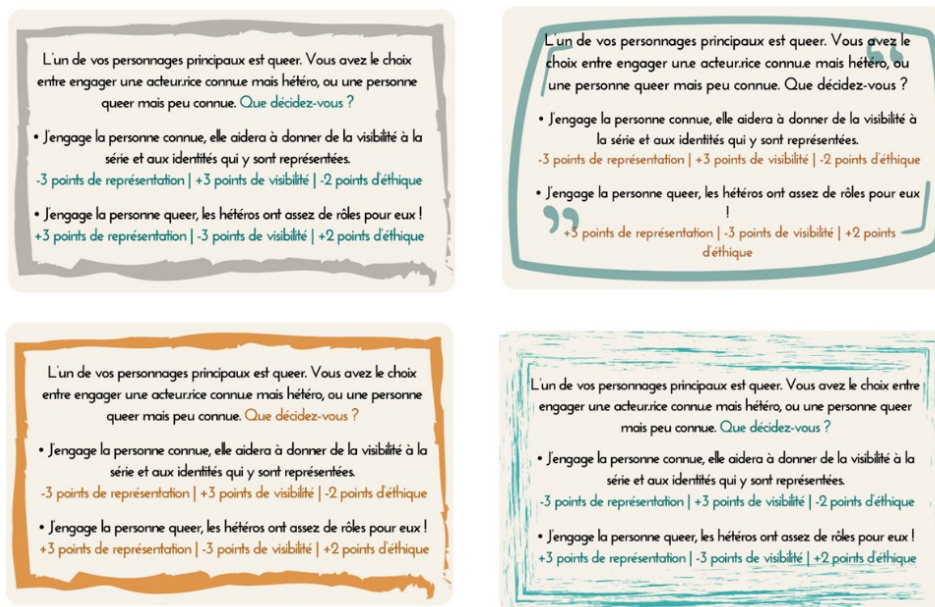 L'un de vos personnages principaux est queer. Vous avez le choix
entre engager un.e acteur.rice connu.e mais hétéro, ou une personne
queer mais peu connue. Que décidez-vous ?
• J'engage la personne connue, elle aidera à donner de la visibilité à la
série et aux identités qui y sont représentées.
-3 points de représentation | +3 points de visibilité | -2 points d'éthique
• J'engage la personne queer, les hétéros ont assez de rôles pour eux !
+3 points de représentation | -3 points de visibilité | +2 points d'éthique
L'un de vos personnages principaux est queer. Vous avez le
choix entre engager un.e acteur.rice connu.e mais hétéro, ou
une personne queer mais peu connue. Que décidez-vous ?
• J'engage la personne connue, elle aidera à donner de la visibilité à
la série et aux identités qui y sont représentées.
-3 points de représentation | +3 points de visibilité | -2 points d'éthique
• J'engage la personne queer, les hétéros ont assez de rôles pour eux
!
+3 points de représentation | -3 points de visibilité | +2 points
d'éthique
L'un de vos personnages principaux est queer. Vous avez le choix
entre engager un.e acteur.rice connu.e mais hétéro, ou une personne
queer mais peu connue. Que décidez-vous ?
• J'engage la personne connue, elle aidera à donner de la visibilité à la
série et aux identités qui y sont représentées.
-3 points de représentation | +3 points de visibilité | -2 points d'éthique
• J'engage la personne queer, les hétéros ont assez de rôles pour eux !
+3 points de représentation | -3 points de visibilité | +2 points d'éthique
L'un de vos personnages principaux est queer. Vous avez le choix entre
engager un.e acteur.rice connu.e mais hétéro, ou une personne queer
mais peu connue. Que décidez-vous ?
• J'engage la personne connue, elle aidera à donner de la visibilité à la
série et aux identités qui y sont représentées.
-3 points de représentation | +3 points de visibilité | -2 points d'éthique
• J'engage la personne queer, les hétéros ont assez de rôles pour eux !
+3 points de représentation | -3 points de visibilité | +2 points d'éthique